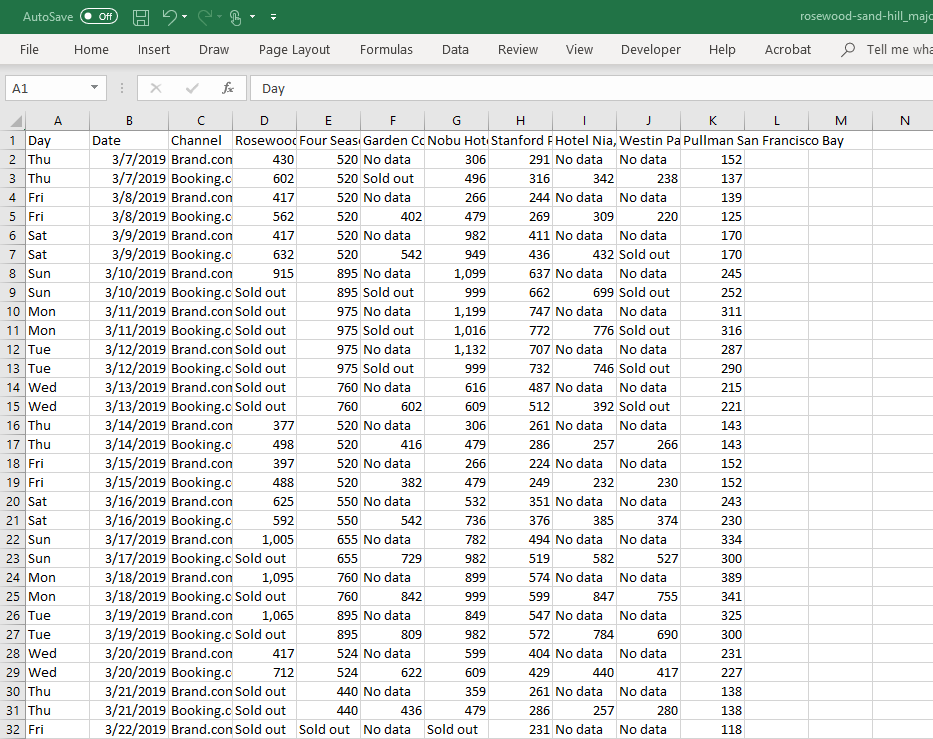 AutoSave Off rosewood-sand-hill_majo
File Home Insert Draw Page Layout Formulas Data Review View Developer Help Acrobat Tell me wha
A1 fx Day
A B C D E F G H I J K L M N
1 Day Date Channel Rosewood Four Seas Garden Co Nobu Hot Stanford P Hotel Nia, Westin Pa Pullman San Francisco Bay
2 Thu 3/7/2019 Brand.con 430 520 No data 306 291 No data No data 152
3 Thu 3/7/2019 Booking.c 602 520 Sold out 496 316 342 238 137
4 Fri 3/8/2019 Brand.con 417 520 No data 266 244 No data No data 139
5 Fri 3/8/2019 Booking.c 562 520 402 479 269 309 220 125
6 Sat 3/9/2019 Brand.con 417 520 No data 982 411 No data No data 170
7 Sat 3/9/2019 Booking.c 632 520 542 949 436 432 Sold out 170
8 Sun 3/10/2019 Brand.con 915 895 No data 1,099 637 No data No data 245
9 Sun 3/10/2019 Booking.c Sold out 895 Sold out 999 662 699 Sold out 252
10 Mon 3/11/2019 Brand.con Sold out 975 No data 1,199 747 No data No data 311
11 Mon 3/11/2019 Booking.c Sold out 975 Sold out 1,016 772 776 Sold out 316
12 Tue 3/12/2019 Brand.con Sold out 975 No data 1,132 707 No data No data 287
13 Tue 3/12/2019 Booking.c Sold out 975 Sold out 999 732 746 Sold out 290
14 Wed 3/13/2019 Brand.con Sold out 760 No data 616 487 No data No data 215
15 Wed 3/13/2019 Booking.c Sold out 760 602 609 512 392 Sold out 221
16 Thu 3/14/2019 Brand.con 377 520 No data 306 261 No data No data 143
17 Thu 3/14/2019 Booking.c 498 520 416 479 286 257 266 143
18 Fri 3/15/2019 Brand.con 397 520 No data 266 224 No data No data 152
19 Fri 3/15/2019 Booking.c 488 520 382 479 249 232 230 152
20 Sat 3/16/2019 Brand.con 625 550 No data 532 351 No data No data 243
21 Sat 3/16/2019 Booking.c 592 550 542 736 376 385 374 230
22 Sun 3/17/2019 Brand.con 1,005 655 No data 782 494 No data No data 334
23 Sun 3/17/2019 Booking.c Sold out 655 729 982 519 582 527 300
24 Mon 3/18/2019 Brand.con 1,095 760 No data 899 574 No data No data 389
25 Mon 3/18/2019 Booking.c Sold out 760 842 999 599 847 755 341
26 Tue 3/19/2019 Brand.con 1,065 895 No data 849 547 No data No data 325
27 Tue 3/19/2019 Booking.c Sold out 895 809 982 572 784 690 300
28 Wed 3/20/2019 Brand.con 417 524 No data 599 404 No data No data 231
29 Wed 3/20/2019 Booking.c 712 524 622 609 429 440 417 227
30 Thu 3/21/2019 Brand.con Sold out 440 No data 359 261 No data No data 138
31 Thu 3/21/2019 Booking.c Sold out 440 436 479 286 257 280 138
32 Fri 3/22/2019 Brand.con Sold out Sold out No data Sold out 231 No data No data 118